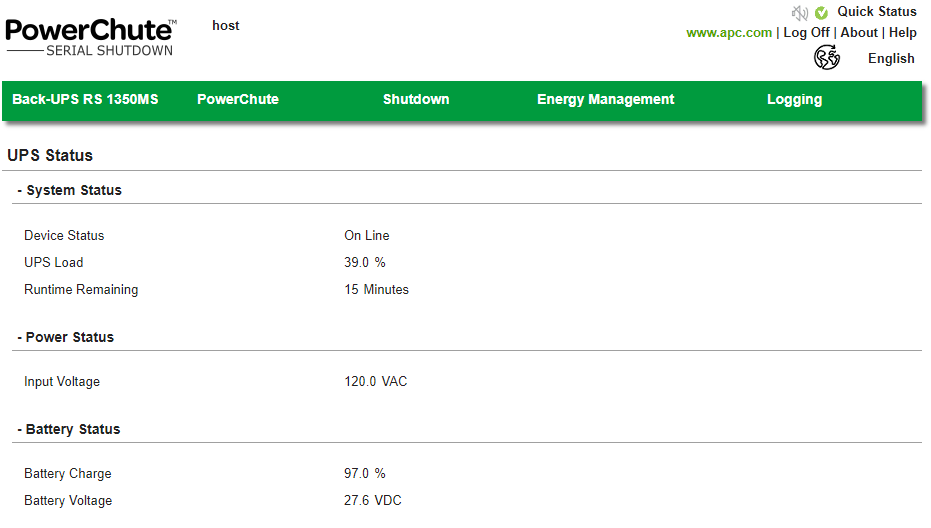 PowerChute™
SERIAL SHUTDOWN
host
Quick Status
www.apc.com | Log Off | About | Help
English
Back-UPS RS 1350MS PowerChute Shutdown Energy Management Logging
UPS Status
- System Status
Device Status On Line
UPS Load 39.0 %
Runtime Remaining 15 Minutes
- Power Status
Input Voltage 120.0 VAC
- Battery Status
Battery Charge 97.0 %
Battery Voltage 27.6 VDC